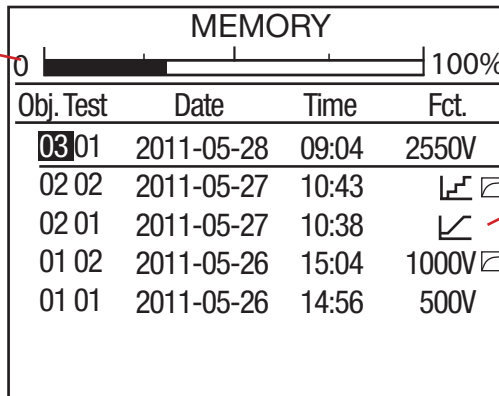 MEMORY
0 100%
Obj. Test Date Time Fct.
03 01 2011-05-28 09:04 2550V
02 02 2011-05-27 10:43
02 01 2011-05-27 10:38
01 02 2011-05-26 15:04 1000V
01 01 2011-05-26 14:56 500V